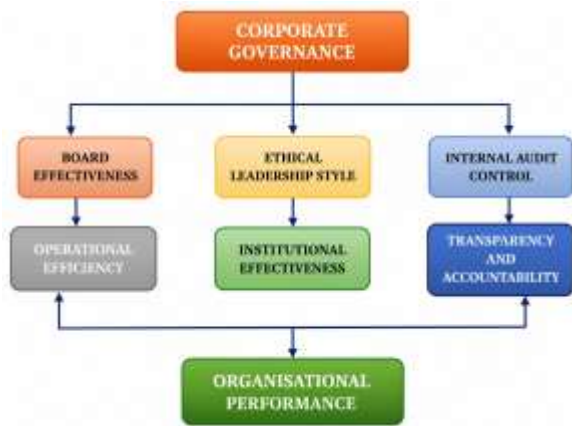 CORPORATE
GOVERNANCE
BOARD
EFFECTIVENESS
ETHICAL
LEADERSHIP STYLE
INTERNAL AUDIT
CONTROL
OPERATIONAL
EFFICIENCY
INSTITUTIONAL
EFFECTIVENESS
TRANSPARENCY
AND
ACCOUNTABILITY
ORGANISATIONAL
PERFORMANCE